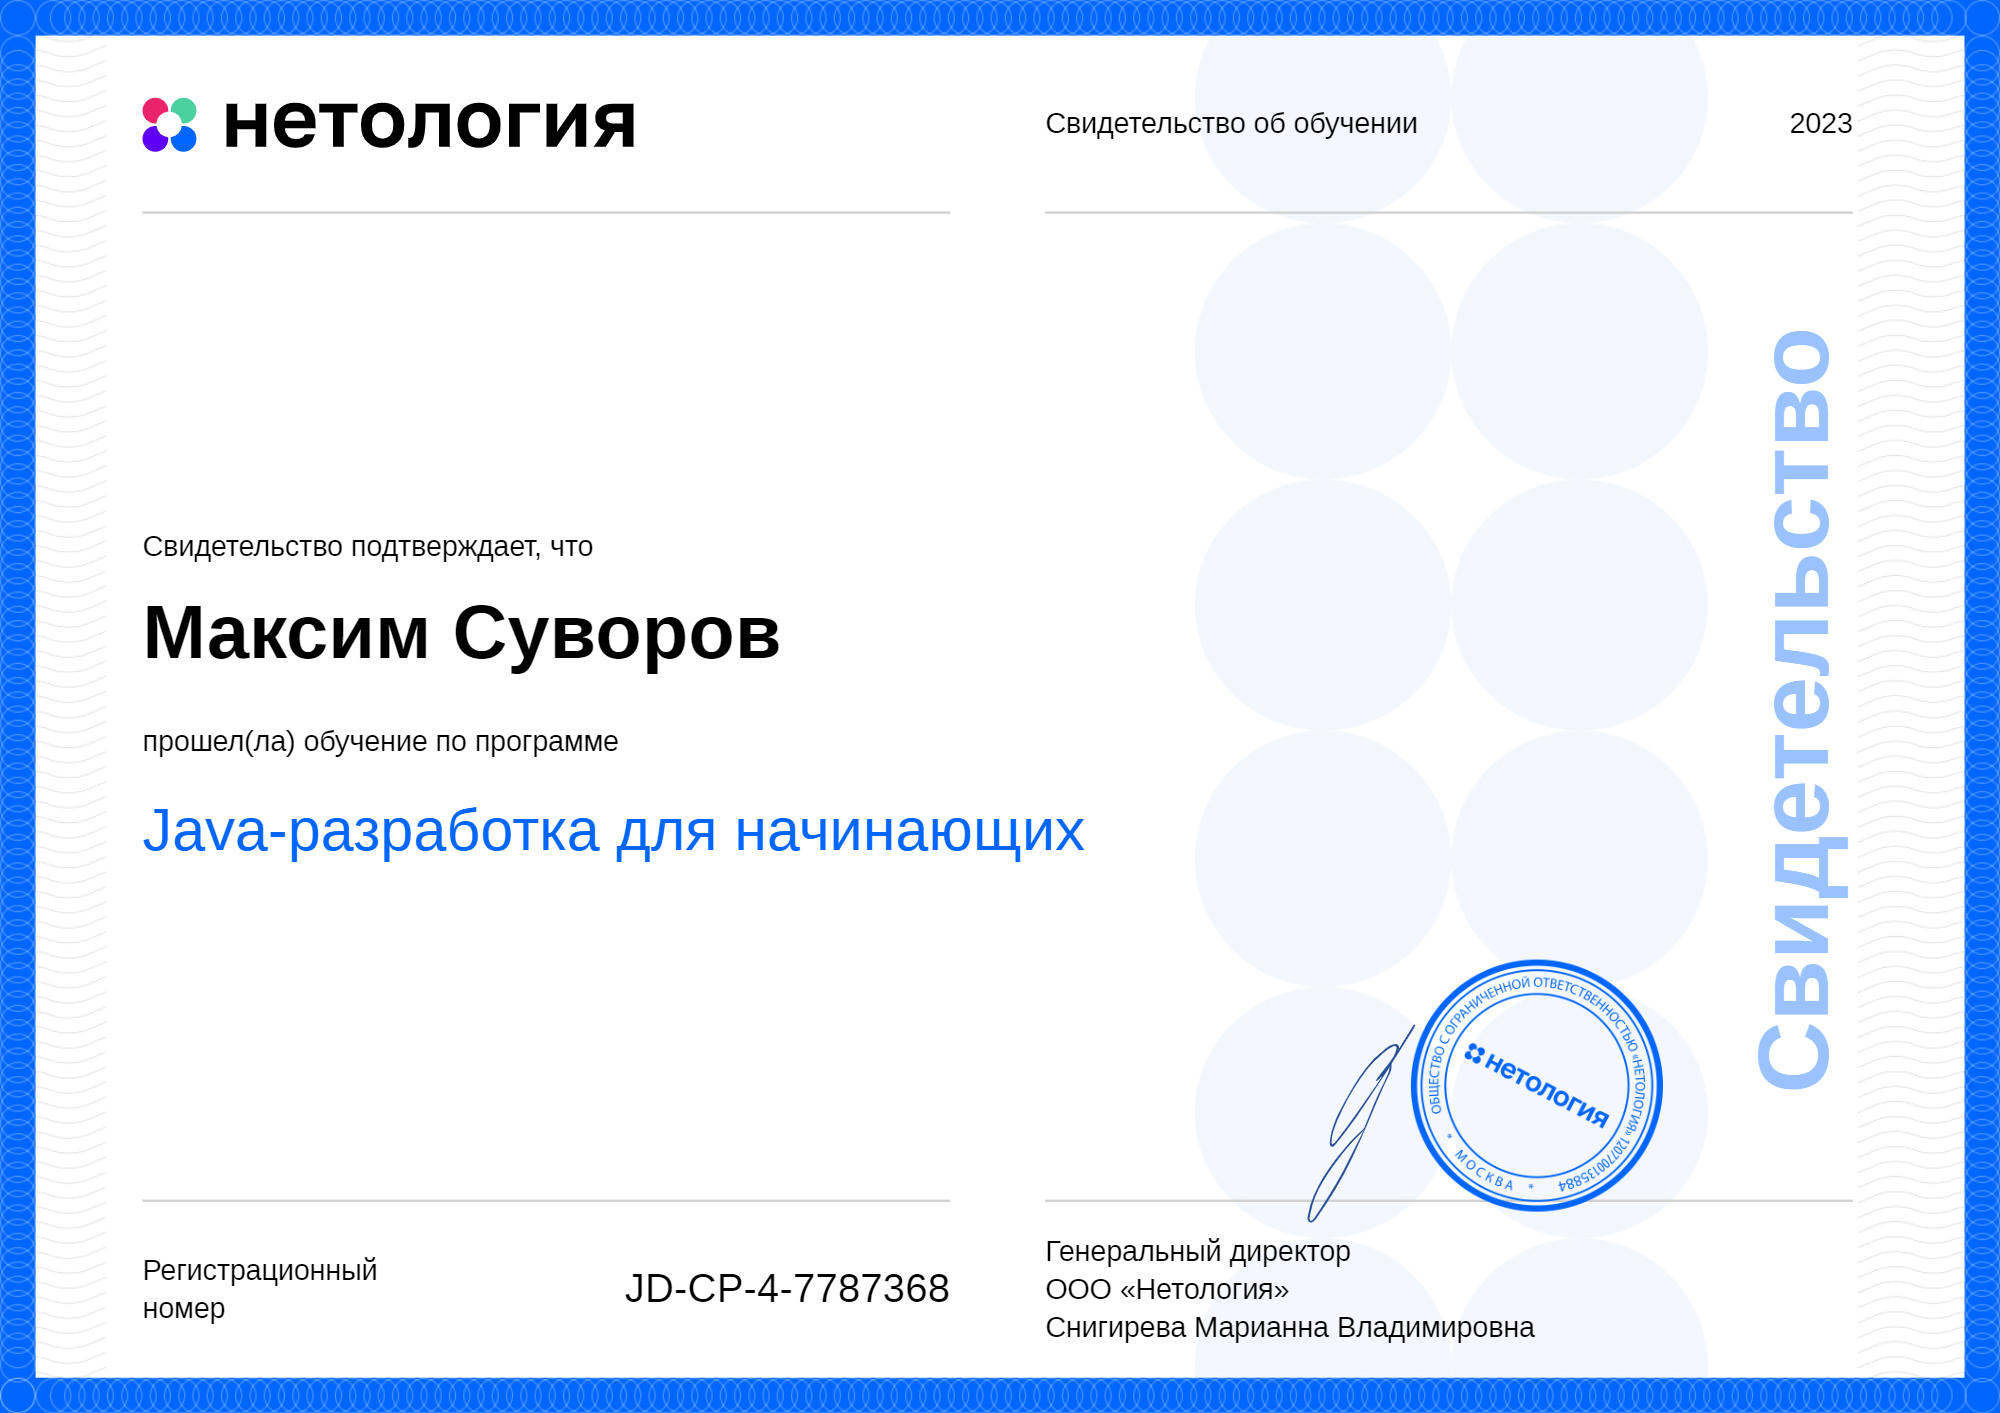 нетология
Свидетельство об обучении
2023
Свидетельство подтверждает, что
Максим Суворов
прошел(ла) обучение по программе
Java-разработка для начинающих
Свидетельство
ОБЩЕСТВО С ОГРАНИЧЕННОЙ ОТВЕТСТВЕННОСТЬЮ «НЕТОЛОГИЯ» 1207700135884
* МОСКВА *
нетология
Регистрационный
номер
JD-CP-4-7787368
Генеральный директор
ООО «Нетология»
Снигирева Марианна Владимировна